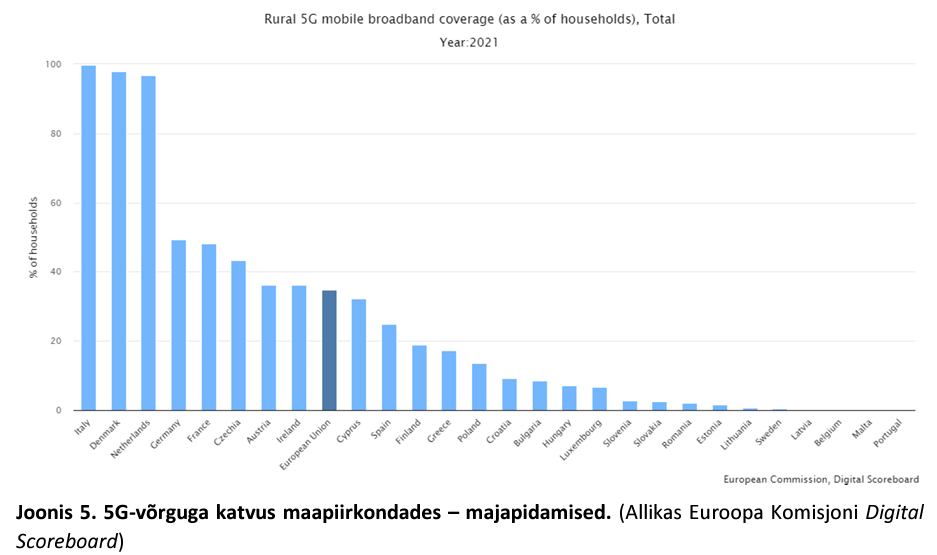 Rural 5G mobile broadband coverage (as a % of households), Total
Year:2021
% of households
100
80
60
40
20
0
Italy
Denmark
Netherlands
Germany
France
Czechia
Austria
Ireland
European Union
Cyprus
Spain
Finland
Greece
Poland
Croatia
Bulgaria
Hungary
Luxembourg
Slovenia
Slovakia
Romania
Estonia
Lithuania
Sweden
Latvia
Belgium
Malta
Portugal
European Commission, Digital Scoreboard
Joonis 5. 5G-võrguga katvus maapiirkondades – majapidamised. (Allikas Euroopa Komisjoni Digital
Scoreboard)